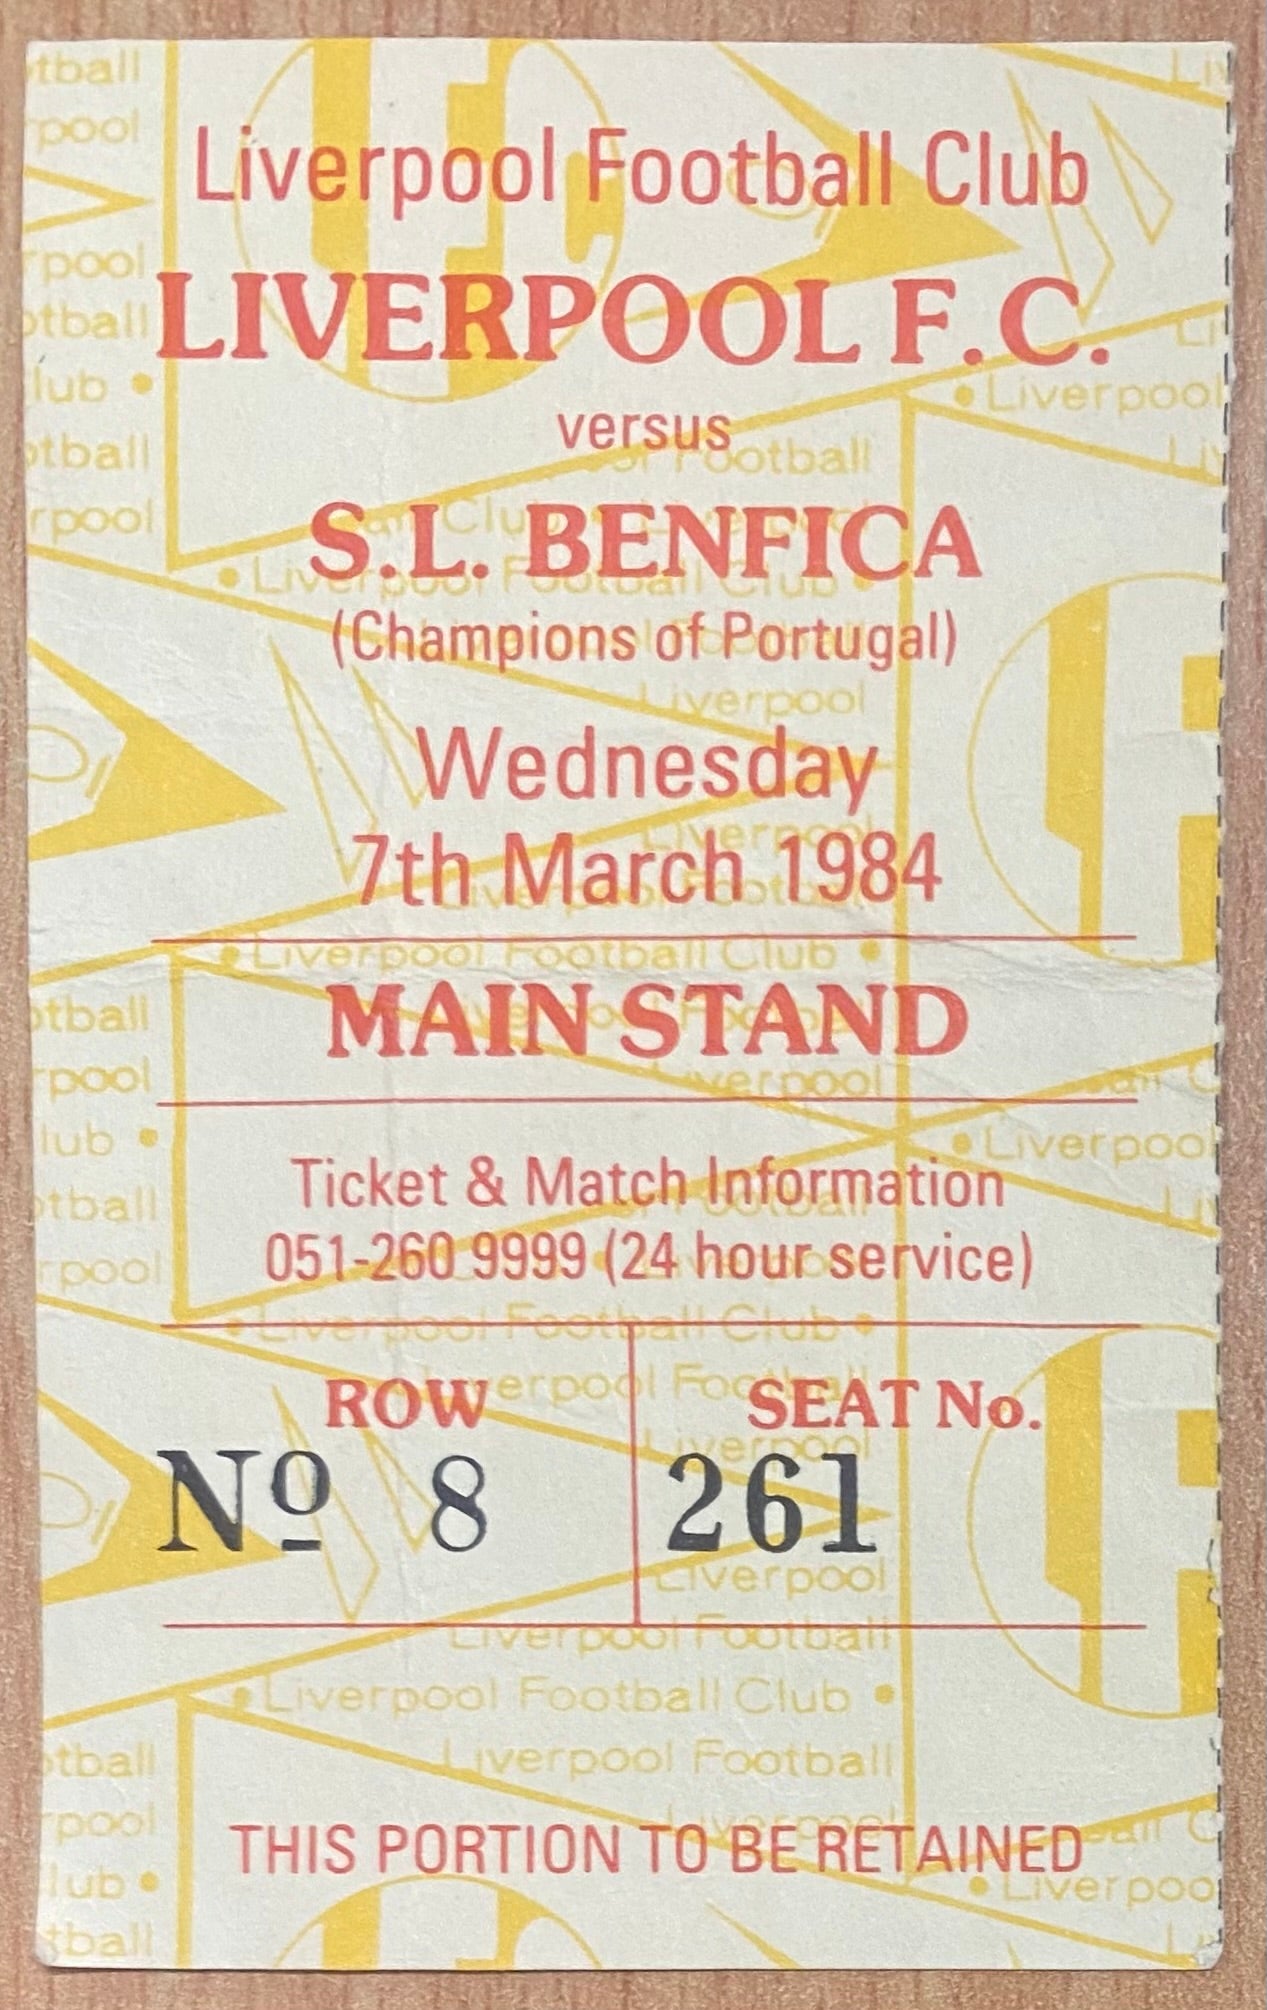 Liverpool Football Club
LIVERPOOL F.C.
versus
S.L. BENFICA
(Champions of Portugal)
Wednesday
7th March 1984
MAIN STAND
Ticket & Match Information
051-260 9999 (24 hour service)
ROW SEAT No.
Nº 8 261
THIS PORTION TO BE RETAINED